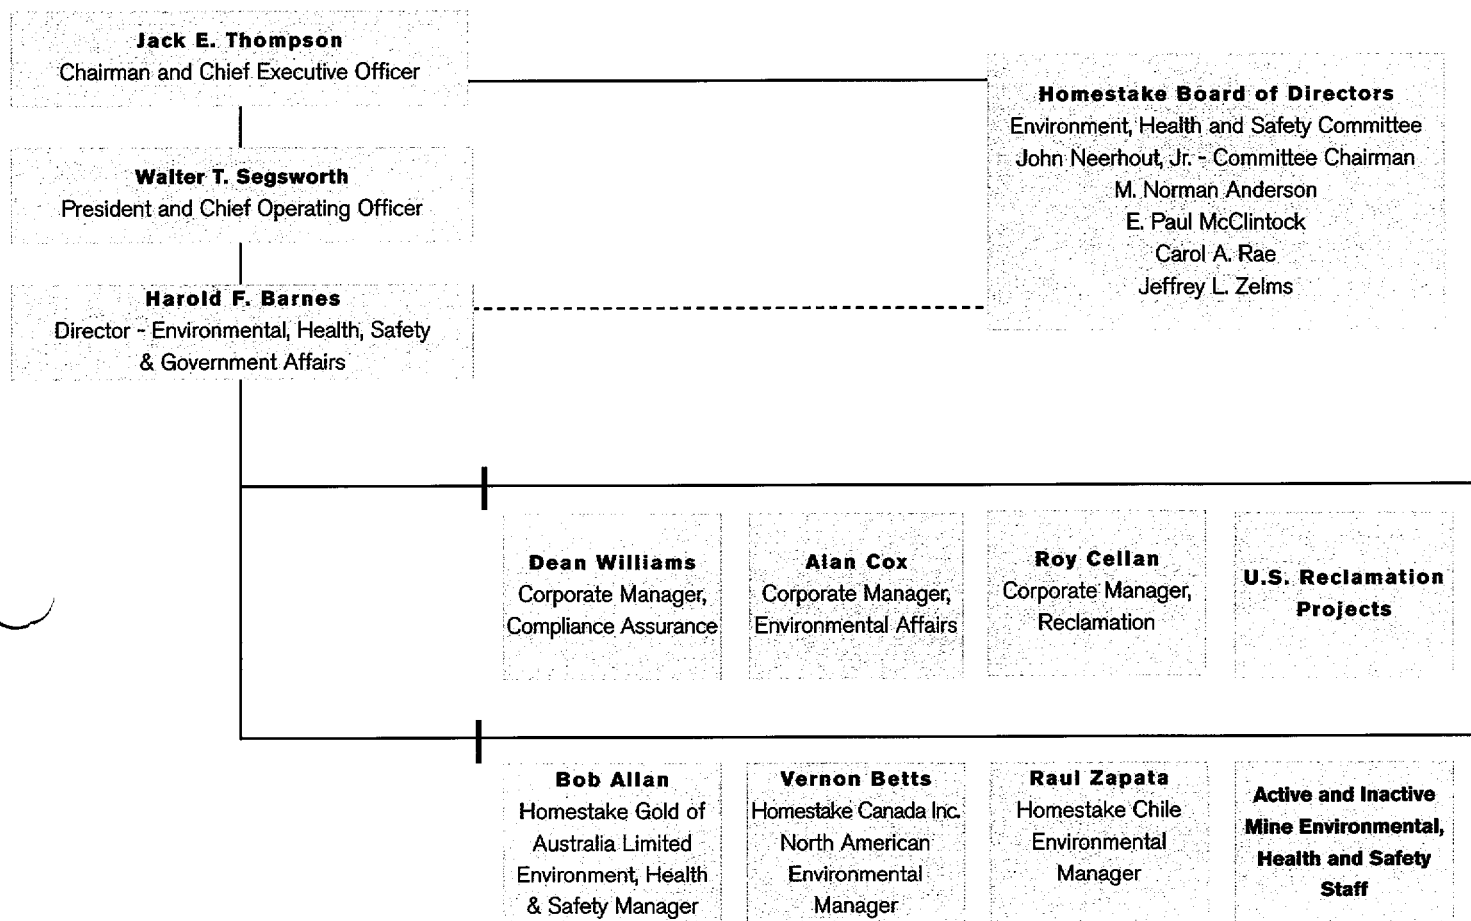 Jack E. Thompson
Chairman and Chief Executive Officer
Homestake Board of Directors
Environment, Health and Safety Committee
John Neerhout, Jr. - Committee Chairman
M. Norman Anderson
E. Paul McClintock
Carol A. Rae
Jeffrey L. Zelms
Walter T. Segsworth
President and Chief Operating Officer
Harold F. Barnes
Director - Environmental, Health, Safety
& Government Affairs
Dean Williams
Corporate Manager,
Compliance Assurance
Alan Cox
Corporate Manager,
Environmental Affairs
Roy Cellan
Corporate Manager,
Reclamation
U.S. Reclamation
Projects
Bob Allan
Homestake Gold of
Australia Limited
Environment, Health
& Safety Manager
Vernon Betts
Homestake Canada Inc.
North American
Environmental
Manager
Raul Zapata
Homestake Chile
Environmental
Manager
Active and Inactive
Mine Environmental,
Health and Safety
Staff